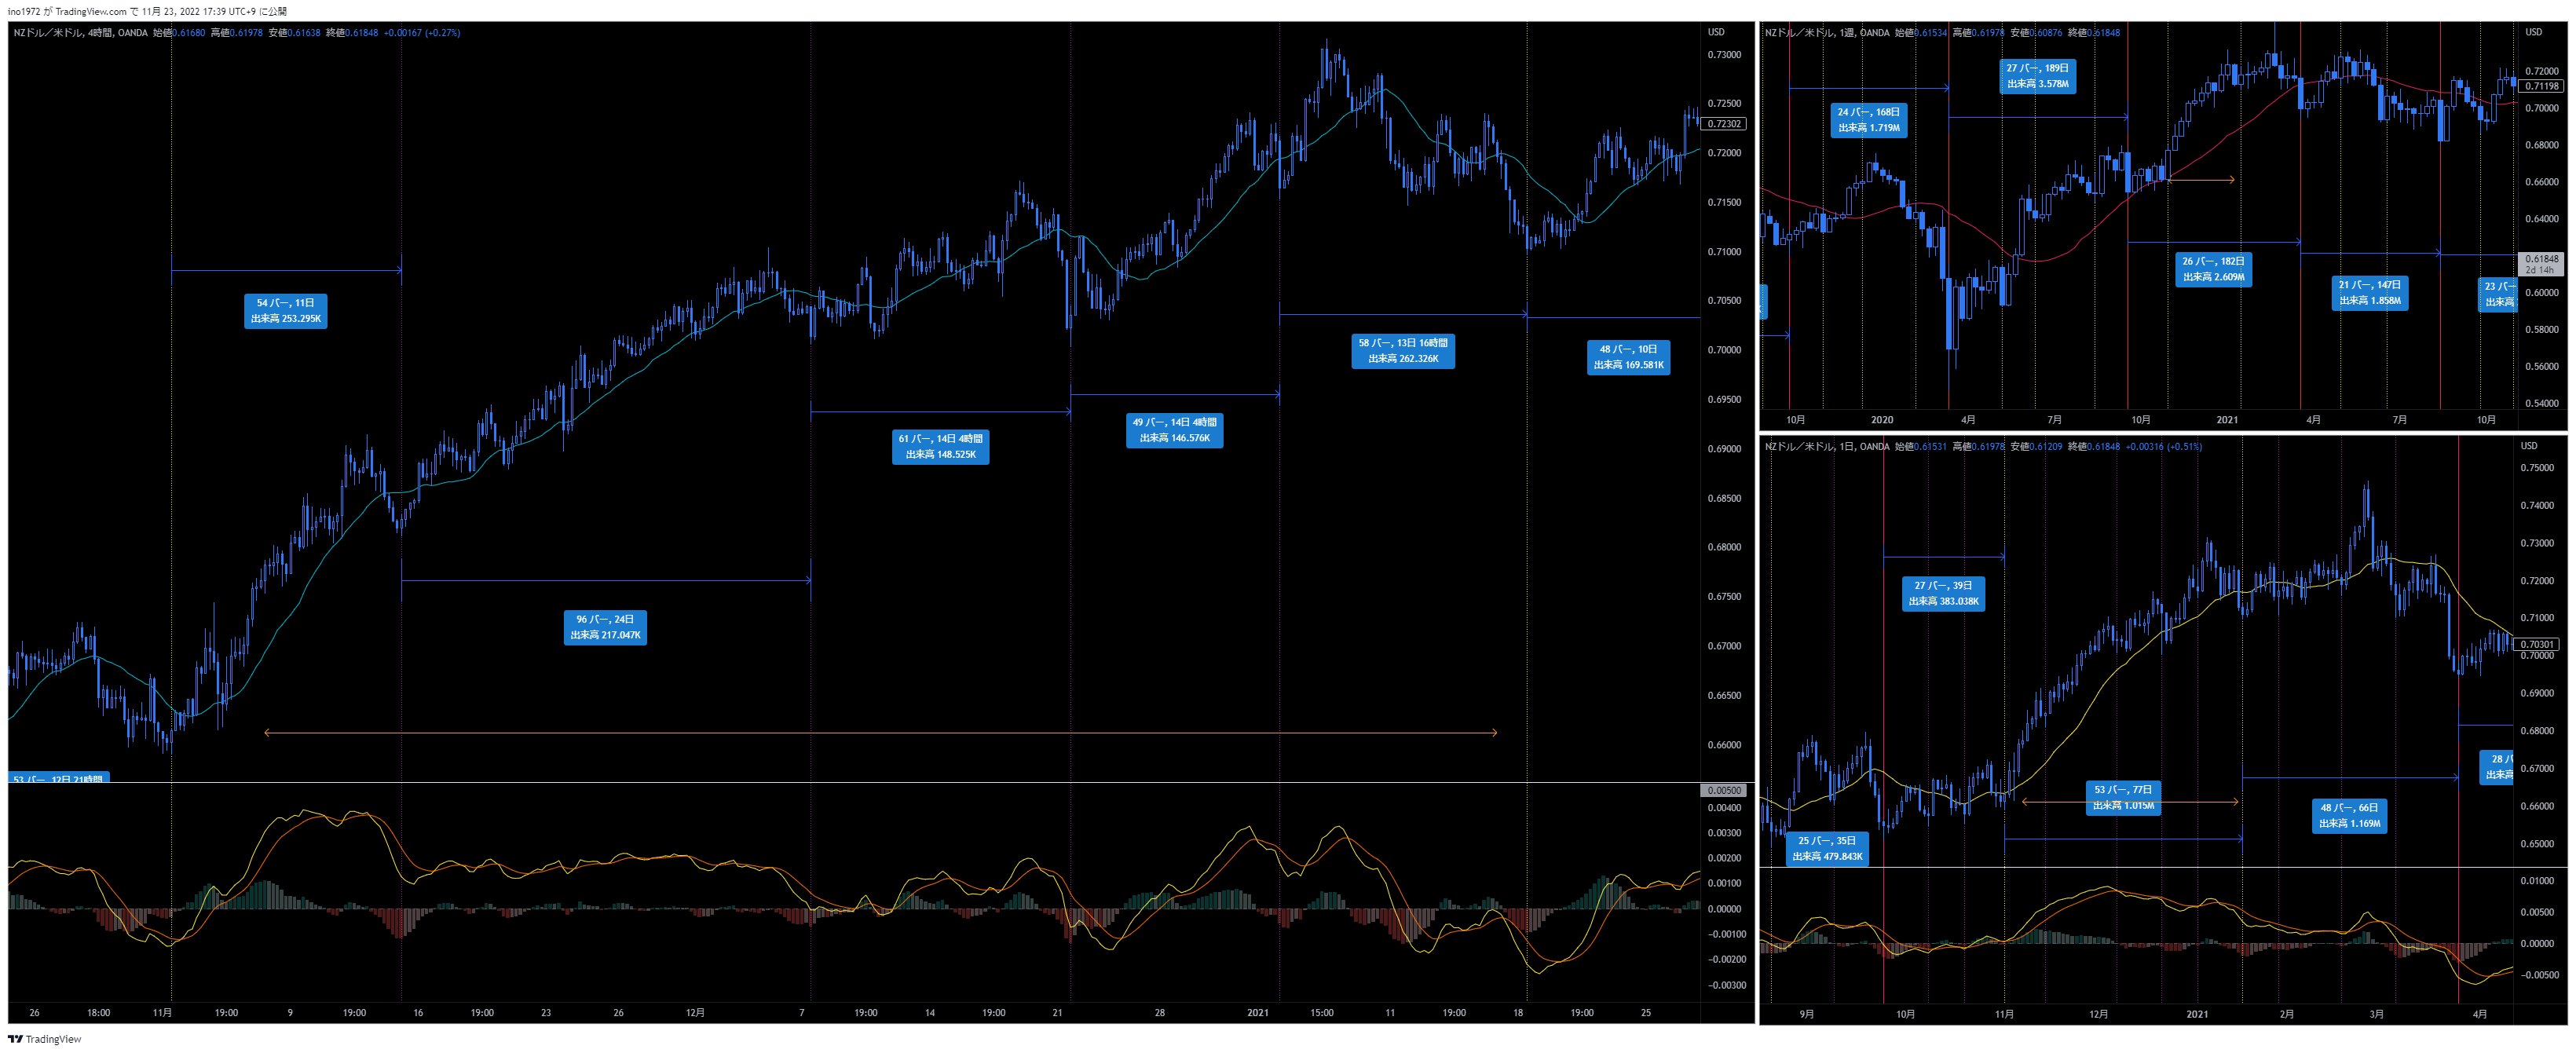 ino1972 が TradingView.com で 11月 23, 2022 17:39 UTC+9 に公開
NZドル／米ドル, 4時間, OANDA 始値0.61680 高値0.61978 安値0.61638 終値0.61848 +0.00167 (+0.27%)
USD
0.73000
0.72500
0.72302
0.72000
0.71500
0.71000
0.70500
0.70000
0.69500
0.69000
0.68500
0.68000
0.67500
0.67000
0.66500
0.66000
54 バー, 11日
出来高 253.295K
96 バー, 24日
出来高 217.047K
61 バー, 14日 4時間
出来高 148.525K
49 バー, 14日 4時間
出来高 146.576K
58 バー, 13日 16時間
出来高 262.326K
48 バー, 10日
出来高 169.581K
53 バー, 12日 21時間
0.00500
0.00400
0.00300
0.00200
0.00100
0.00000
−0.00100
−0.00200
−0.00300
26 18:00 11月 19:00 9 19:00 16 19:00 23 26 12月 7 19:00 14 19:00 21 28 2021 15:00 11 19:00 18 19:00 25
NZドル／米ドル, 1週, OANDA 始値0.61534 高値0.61978 安値0.60876 終値0.61848
USD
0.72000
0.71198
0.70000
0.68000
0.66000
0.64000
0.61848
2d 14h
0.60000
0.58000
0.56000
0.54000
24 バー, 168日
出来高 1.719M
27 バー, 189日
出来高 3.578M
26 バー, 182日
出来高 2.609M
21 バー, 147日
出来高 1.858M
23 バー
出来高
10月 2020 4月 7月 10月 2021 4月 7月 10月
NZドル／米ドル, 1日, OANDA 始値0.61531 高値0.61978 安値0.61209 終値0.61848 +0.00316 (+0.51%)
USD
0.75000
0.74000
0.73000
0.72000
0.71000
0.70301
0.70000
0.69000
0.68000
0.67000
0.66000
0.65000
27 バー, 39日
出来高 383.038K
25 バー, 35日
出来高 479.843K
53 バー, 77日
出来高 1.015M
48 バー, 66日
出来高 1.169M
28
出来高
0.01000
0.00500
0.00000
−0.00500
9月 10月 11月 12月 2021 2月 3月 4月
TradingView